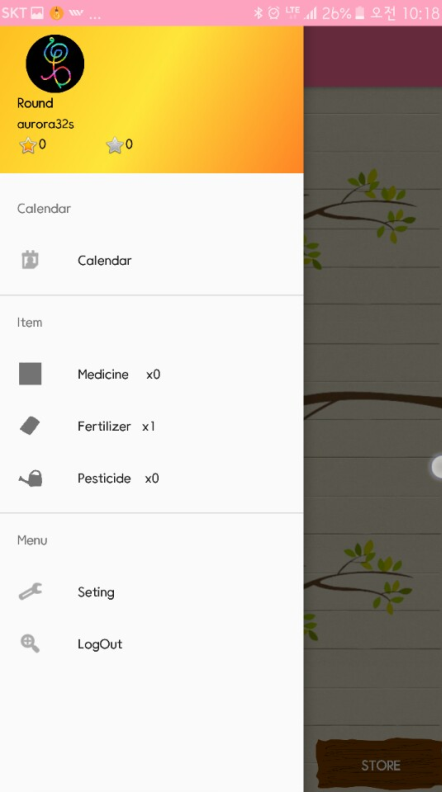 SKT ... LTE 26% 오전 10:18
Round
aurora32s
0 0
Calendar
Calendar
Item
Medicine x0
Fertilizer x1
Pesticide x0
Menu
Seting
LogOut
STORE